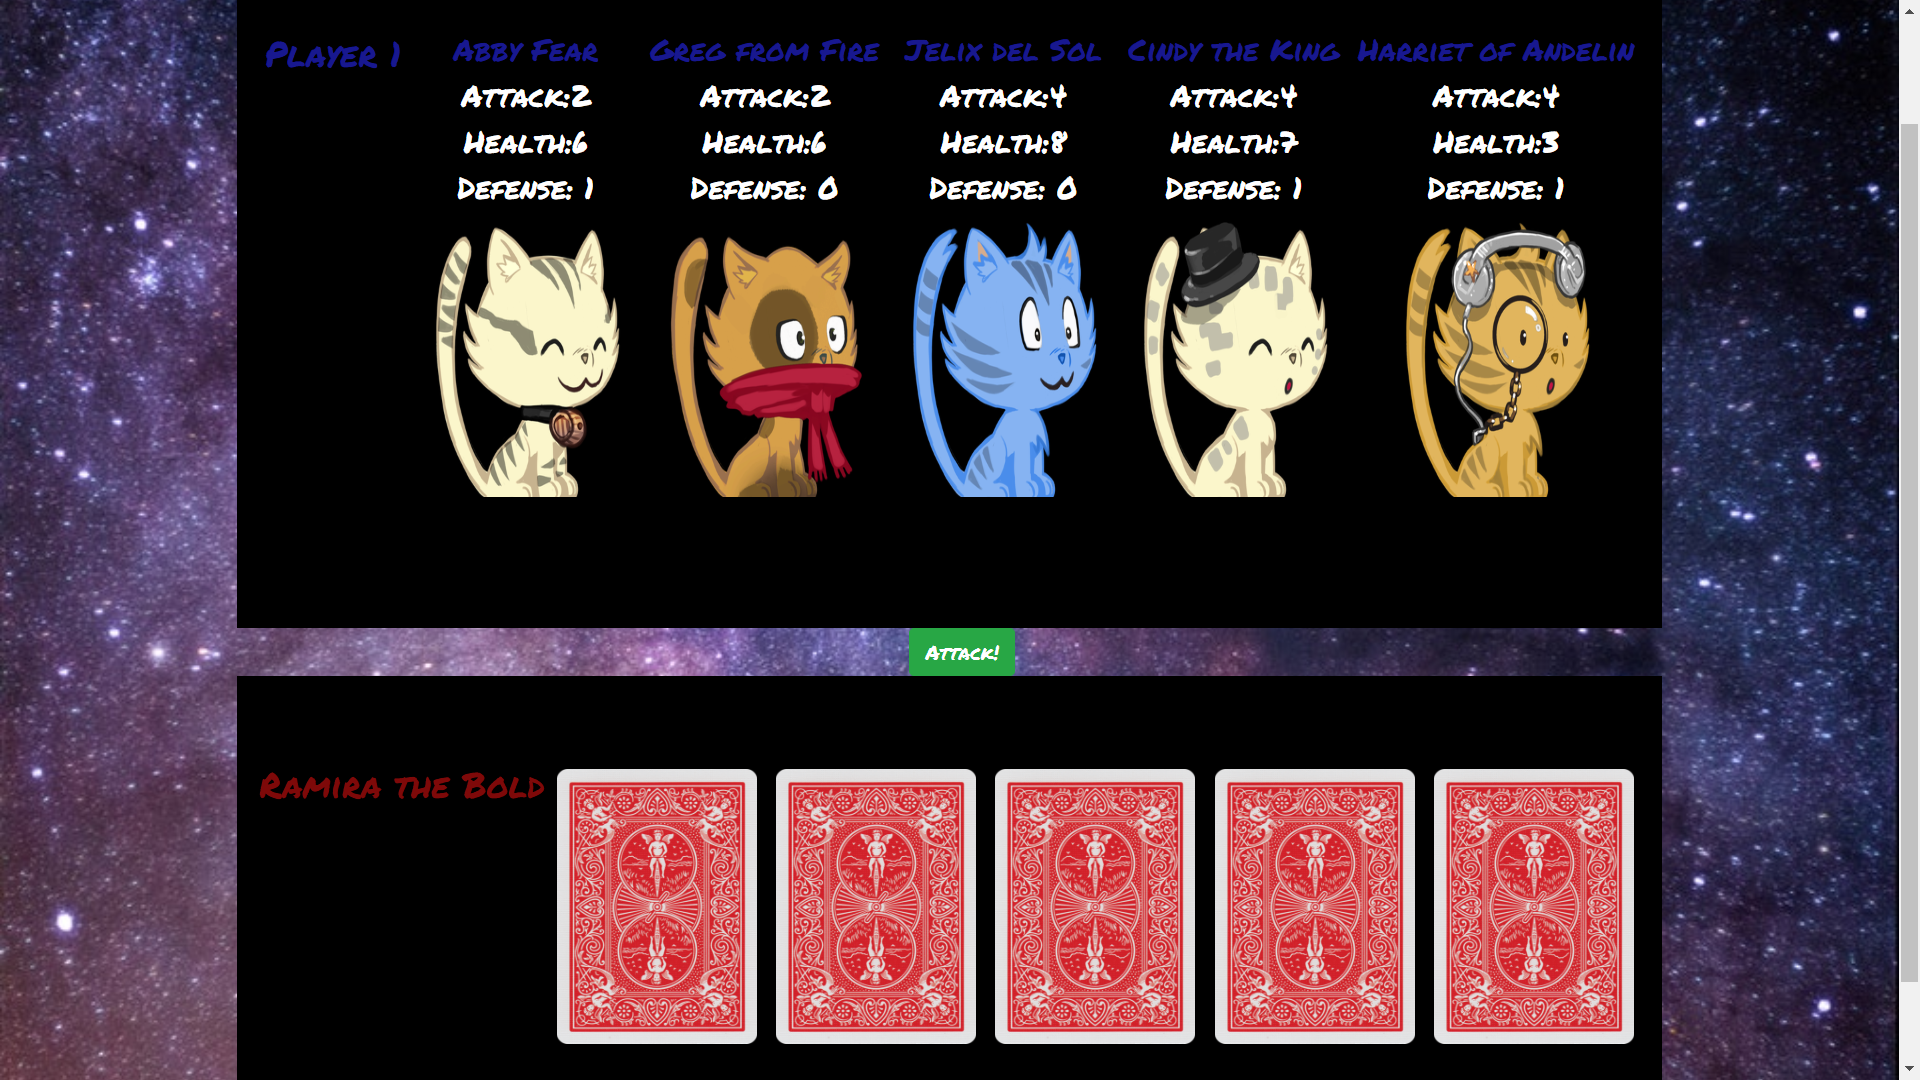 Player 1
Abby Fear
Attack:2
Health:6
Defense: 1
Greg from Fire
Attack:2
Health:6
Defense: 0
Jelix del Sol
Attack:4
Health:8
Defense: 0
Cindy the King
Attack:4
Health:7
Defense: 1
Harriet of Andelin
Attack:4
Health:3
Defense: 1
Attack!
Ramira the Bold